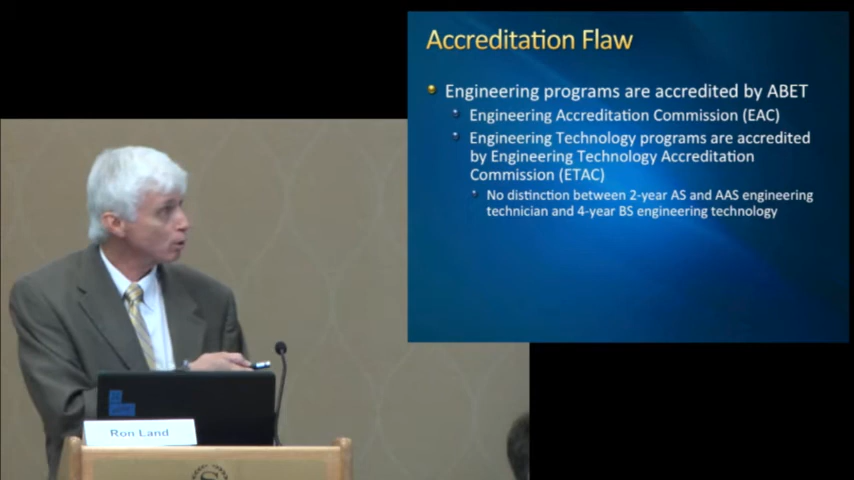 Accreditation Flaw
Engineering programs are accredited by ABET
Engineering Accreditation Commission (EAC)
Engineering Technology programs are accredited
by Engineering Technology Accreditation
Commission (ETAC)
No distinction between 2-year AS and AAS engineering
technician and 4-year BS engineering technology
Ron Land
S